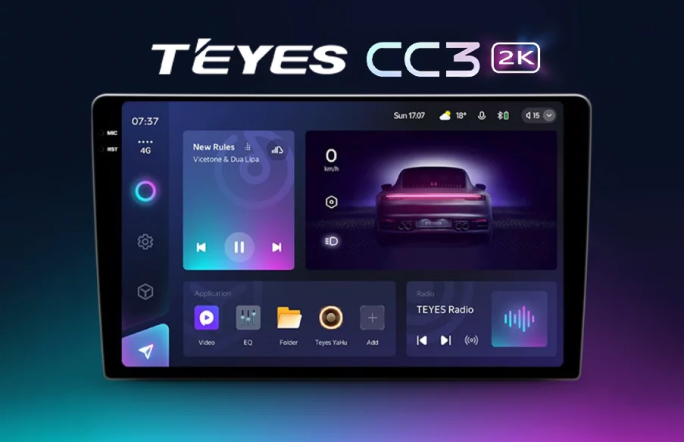 T'EYES CC3 2K
07:37
Sun 17.07
18°
15
MIC
RST
4G
New Rules
Vicetone & Dua Lipa
0
km/h
Application
Video
EQ
Folder
Teyes YaHu
Add
Radio
TEYES Radio